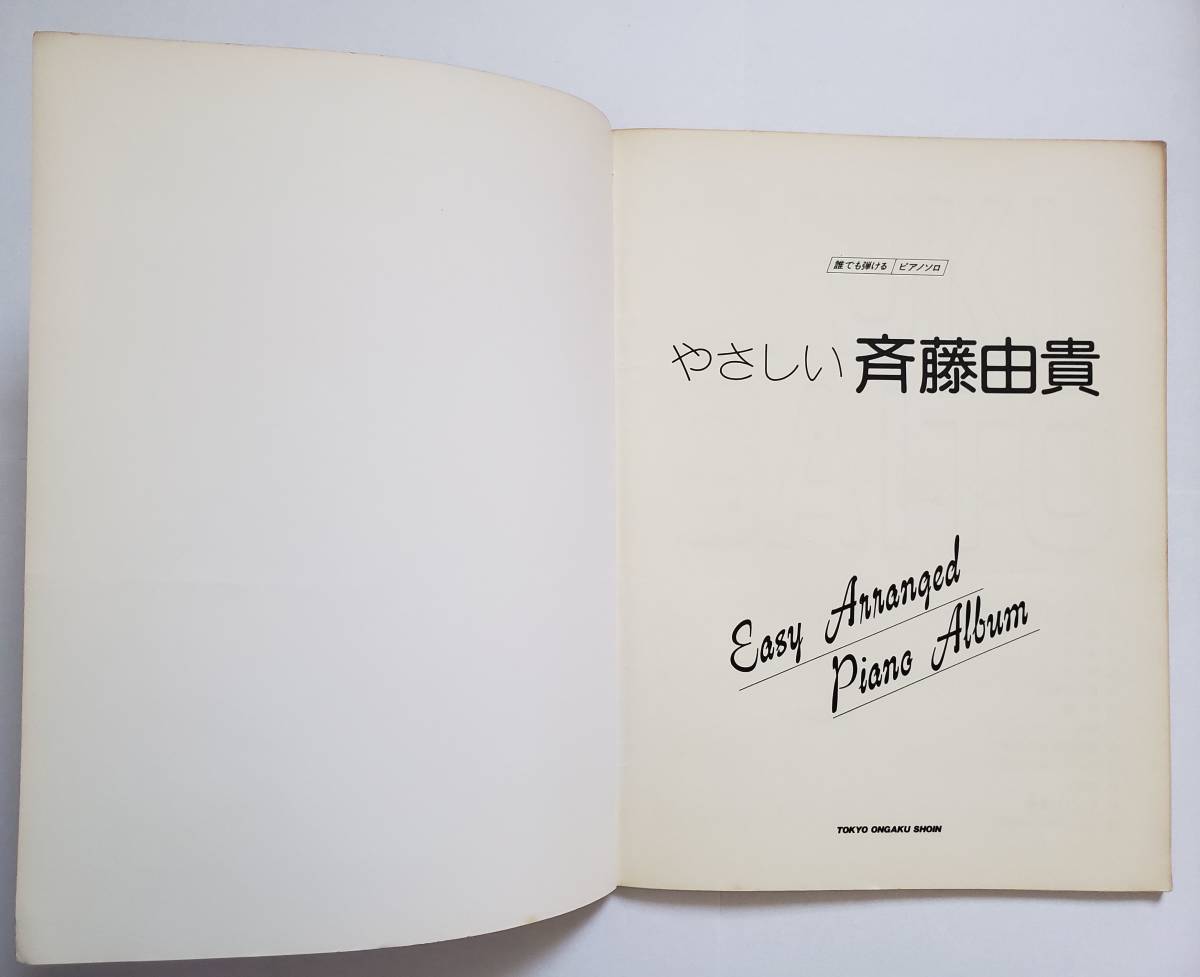 誰でも弾ける ピアノソロ
やさしい 斉藤由貴
Easy Arranged
Piano Album
TOKYO ONGAKU SHOIN